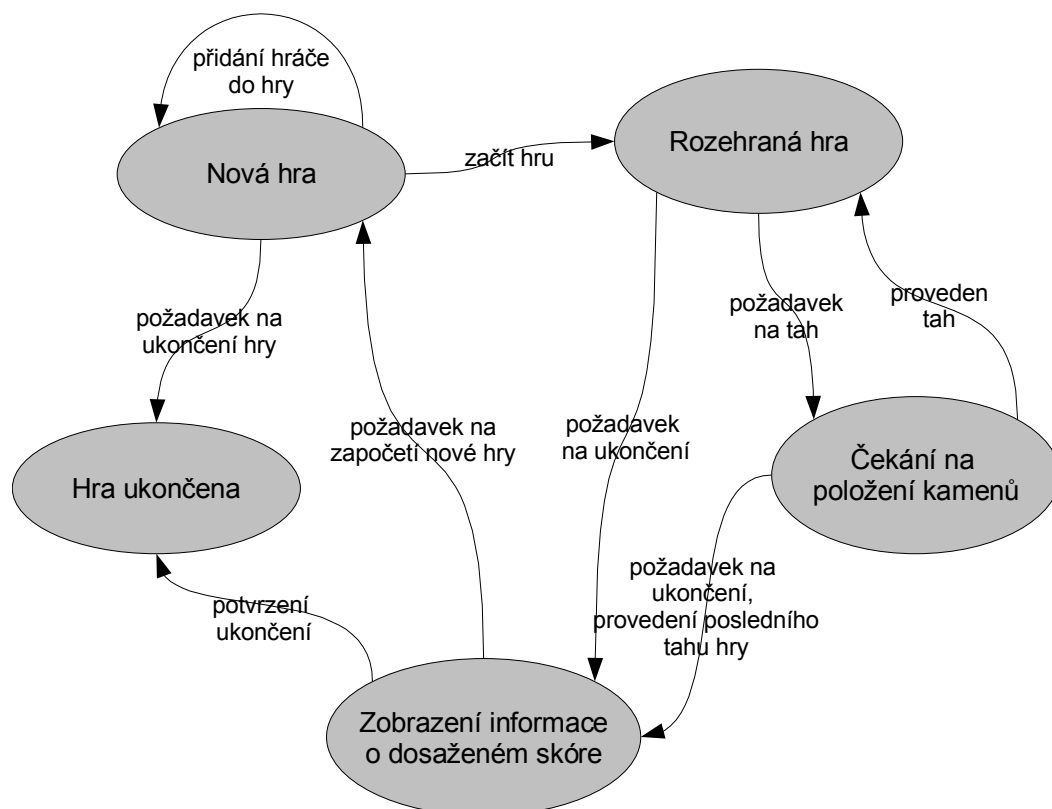 přidání hráče
do hry
Nová hra
začít hru
Rozehraná hra
požadavek na
ukončení hry
požadavek
na tah
proveden
tah
Hra ukončena
požadavek na
započetí nové hry
požadavek
na ukončení
Čekání na
položení kamenů
potvrzení
ukončení
požadavek na
ukončení,
provedení posledního
tahu hry
Zobrazení informace
o dosaženém skóre